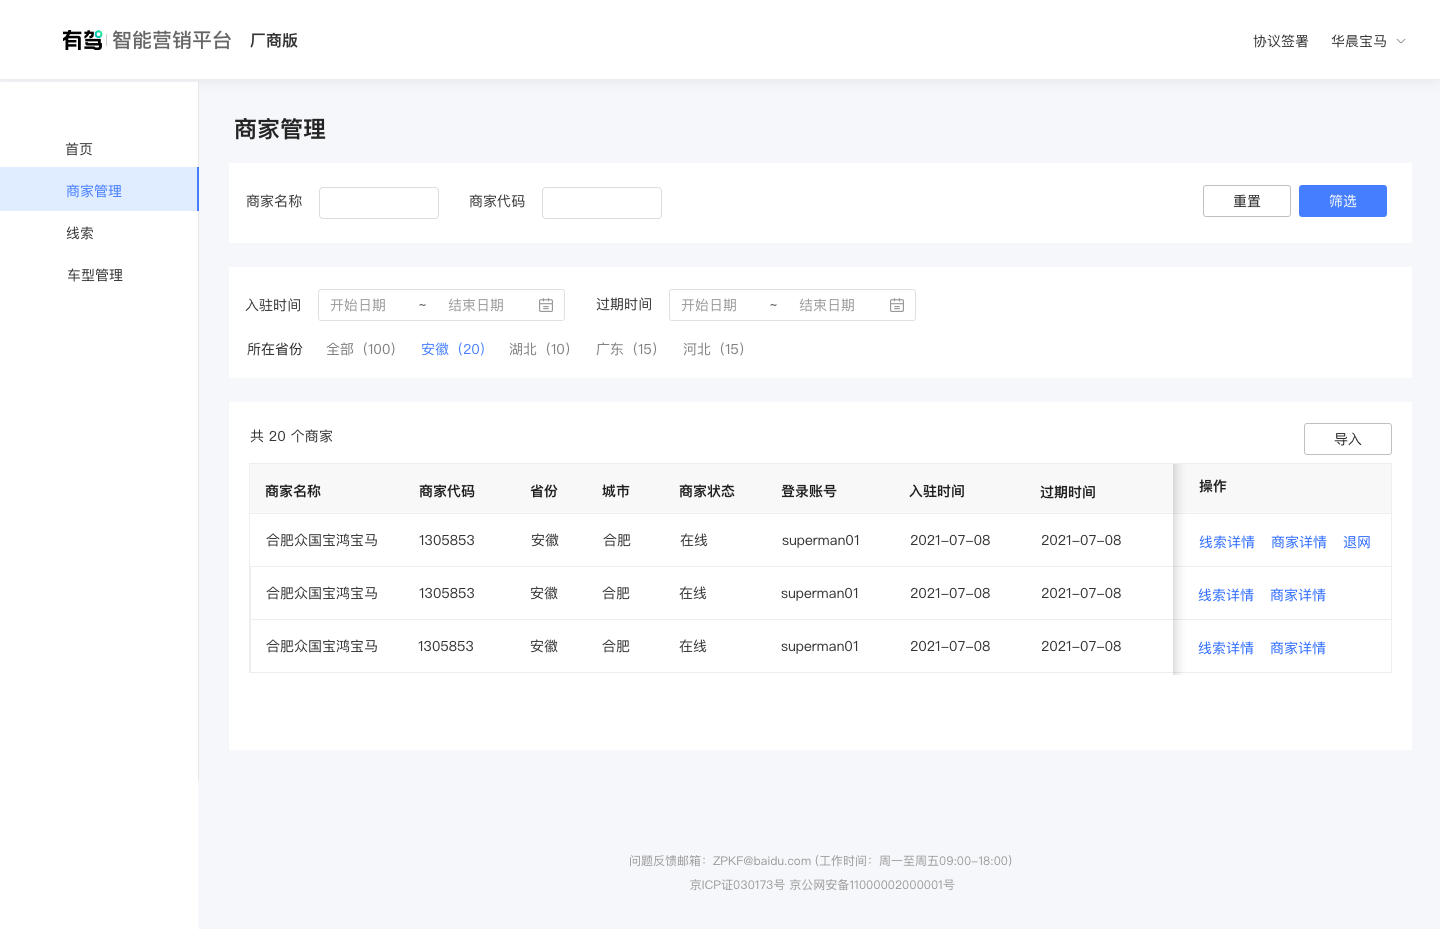 有驾 智能营销平台 厂商版 协议签署 华晨宝马
首页
商家管理
线索
车型管理
商家管理
商家名称 商家代码 重置 筛选
入驻时间 开始日期 ~ 结束日期 过期时间 开始日期 ~ 结束日期
所在省份 全部（100） 安徽（20） 湖北（10） 广东（15） 河北（15）
共 20 个商家 导入
商家名称 商家代码 省份 城市 商家状态 登录账号 入驻时间 过期时间 操作
合肥众国宝鸿宝马 1305853 安徽 合肥 在线 superman01 2021-07-08 2021-07-08 线索详情 商家详情 退网
合肥众国宝鸿宝马 1305853 安徽 合肥 在线 superman01 2021-07-08 2021-07-08 线索详情 商家详情
合肥众国宝鸿宝马 1305853 安徽 合肥 在线 superman01 2021-07-08 2021-07-08 线索详情 商家详情
问题反馈邮箱：ZPKF@baidu.com (工作时间：周一至周五09:00-18:00)
京ICP证030173号 京公网安备11000002000001号